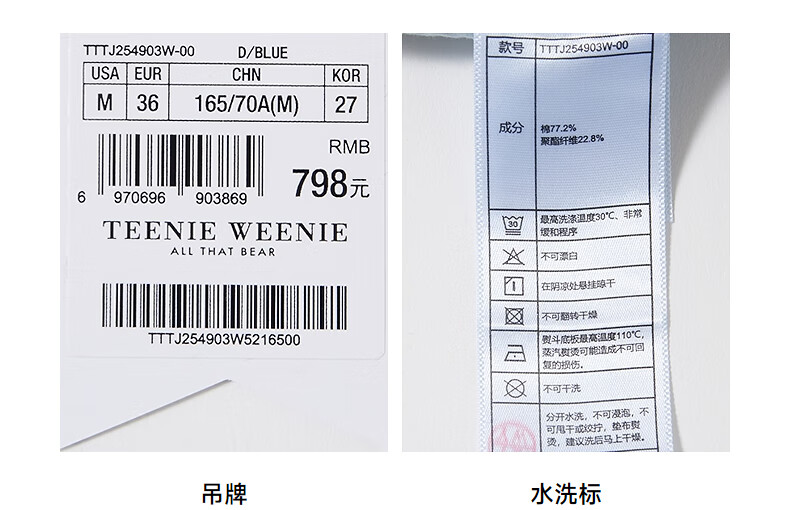 TTTJ254903W-00 D/BLUE
USA EUR CHN KOR
M 36 165/70A(M) 27
RMB
798元
6 970696 903869
TEENIE WEENIE
ALL THAT BEAR
TTTJ254903W5216500
吊牌
款号 TTTJ254903W-00
成分 棉77.2%
聚酯纤维22.8%
30
最高洗涤温度30℃、非常
缓和程序
不可漂白
在阴凉处悬挂晾干
不可翻转干燥
熨斗底板最高温度110℃,
蒸汽熨烫可能造成不可回
复的损伤。
不可干洗
分开水洗，不可浸泡，不
可甩干或绞拧，垫布熨
烫，建议洗后马上干燥。
水洗标